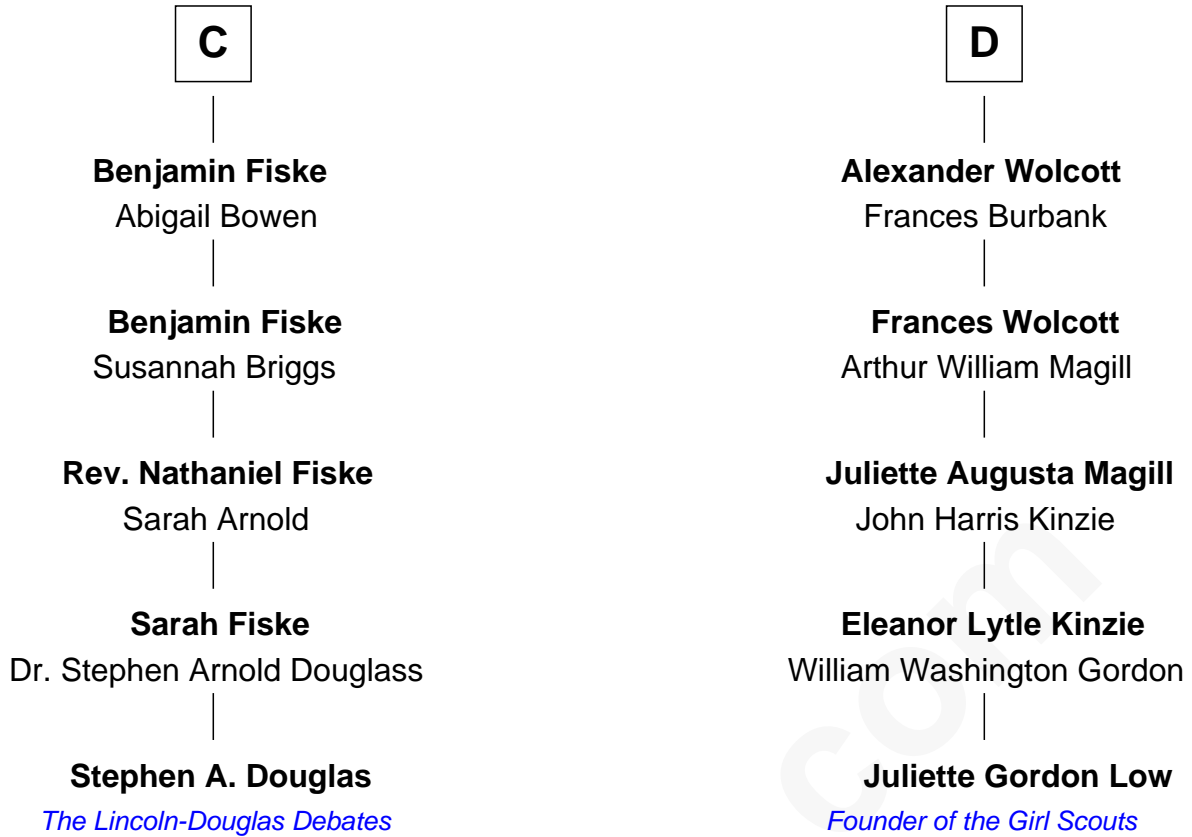 C
Benjamin Fiske
Abigail Bowen
Benjamin Fiske
Susannah Briggs
Rev. Nathaniel Fiske
Sarah Arnold
Sarah Fiske
Dr. Stephen Arnold Douglass
Stephen A. Douglas
The Lincoln-Douglas Debates
D
Alexander Wolcott
Frances Burbank
Frances Wolcott
Arthur William Magill
Juliette Augusta Magill
John Harris Kinzie
Eleanor Lytle Kinzie
William Washington Gordon
Juliette Gordon Low
Founder of the Girl Scouts
com